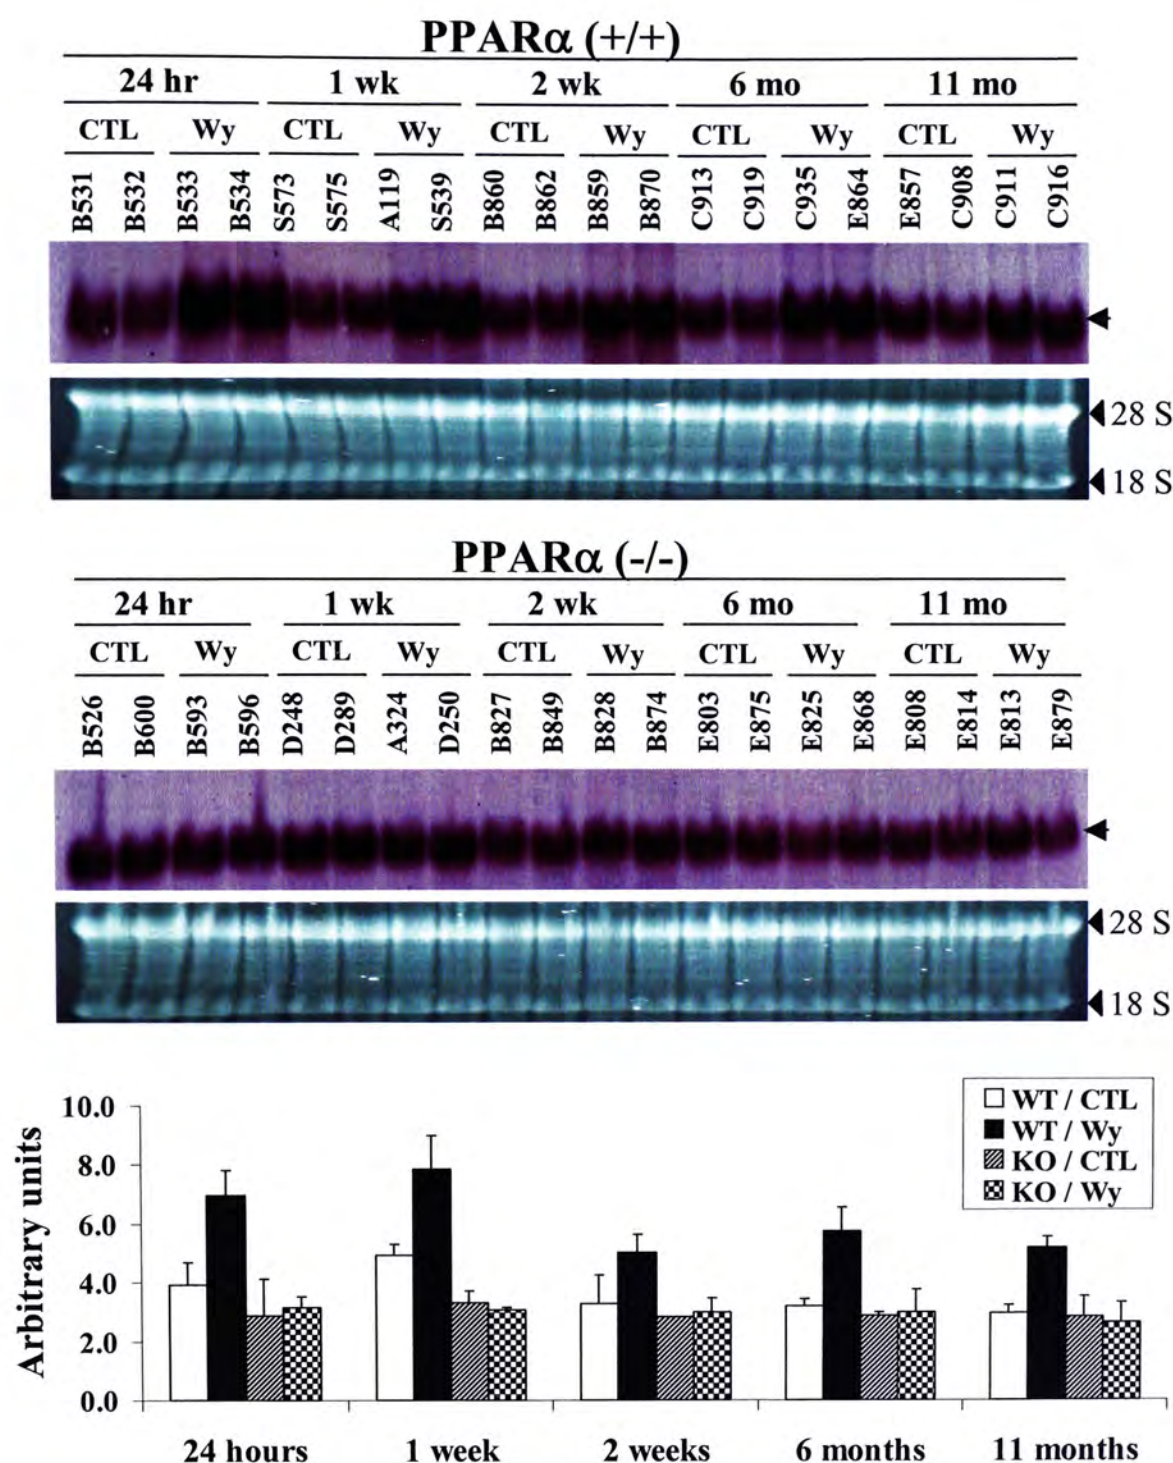 PPARα (+/+)
24 hr 1 wk 2 wk 6 mo 11 mo
CTL Wy CTL Wy CTL Wy CTL Wy CTL Wy
B531 B532 B533 B534 S573 S575 A119 S539 B860 B862 B859 B870 C913 C919 C935 E864 E857 C908 C911 C916
28 S
18 S
PPARα (-/-)
24 hr 1 wk 2 wk 6 mo 11 mo
CTL Wy CTL Wy CTL Wy CTL Wy CTL Wy
B526 B600 B593 B596 D248 D289 A324 D250 B827 B849 B828 B874 E803 E875 E825 E868 E808 E814 E813 E879
28 S
18 S
Arbitrary units
10.0
8.0
6.0
4.0
2.0
0.0
WT / CTL
WT / Wy
KO / CTL
KO / Wy
24 hours 1 week 2 weeks 6 months 11 months